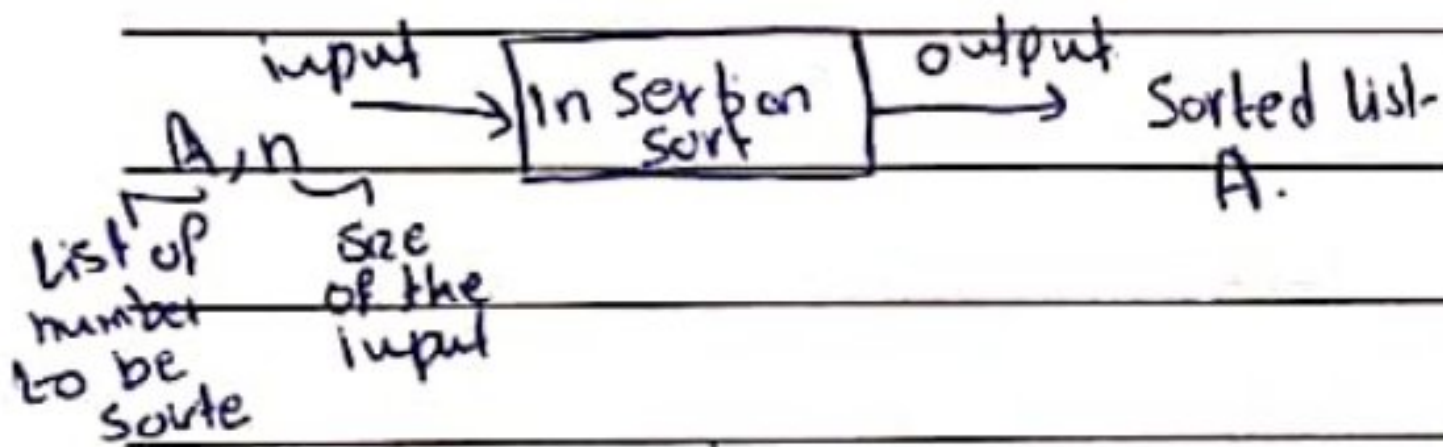 input
Insertion
sort
output
Sorted list
A.
A, n
List of
number
to be
sorte
size
of the
input